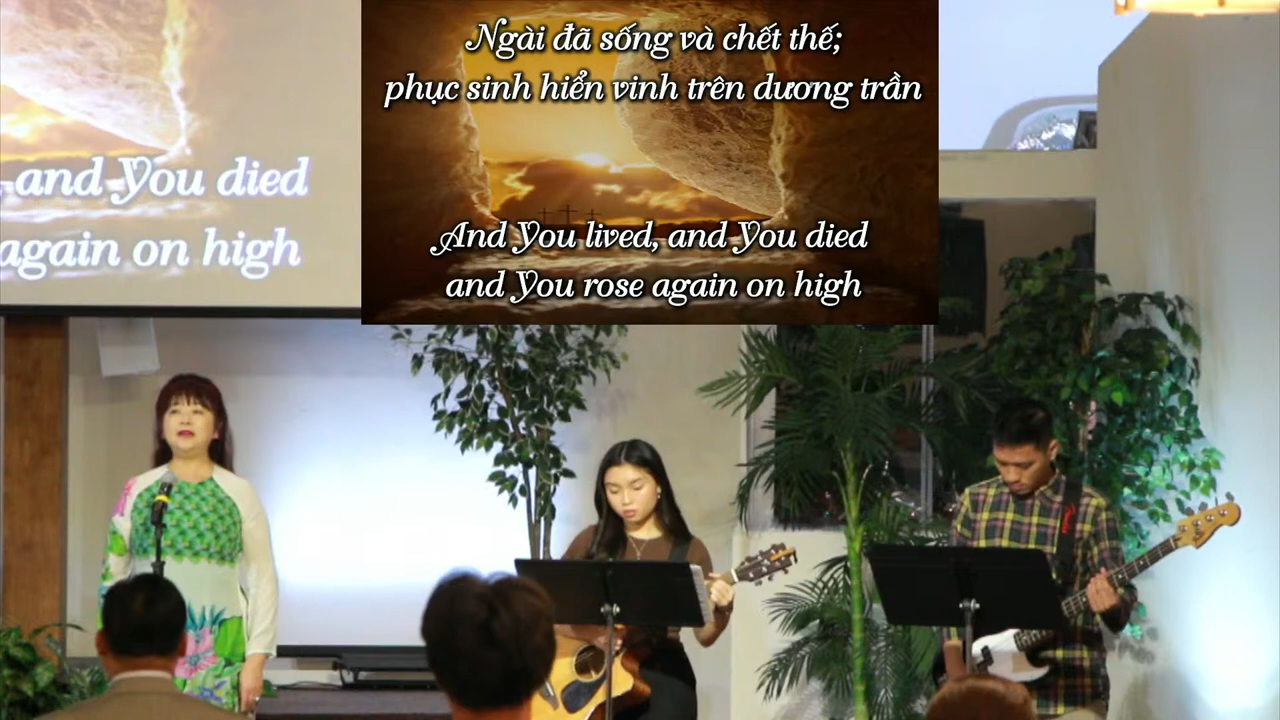 Ngài đã sống và chết thế;
phục sinh hiển vinh trên dương trần
And You lived, and You died
and You rose again on high
and You died
again on high